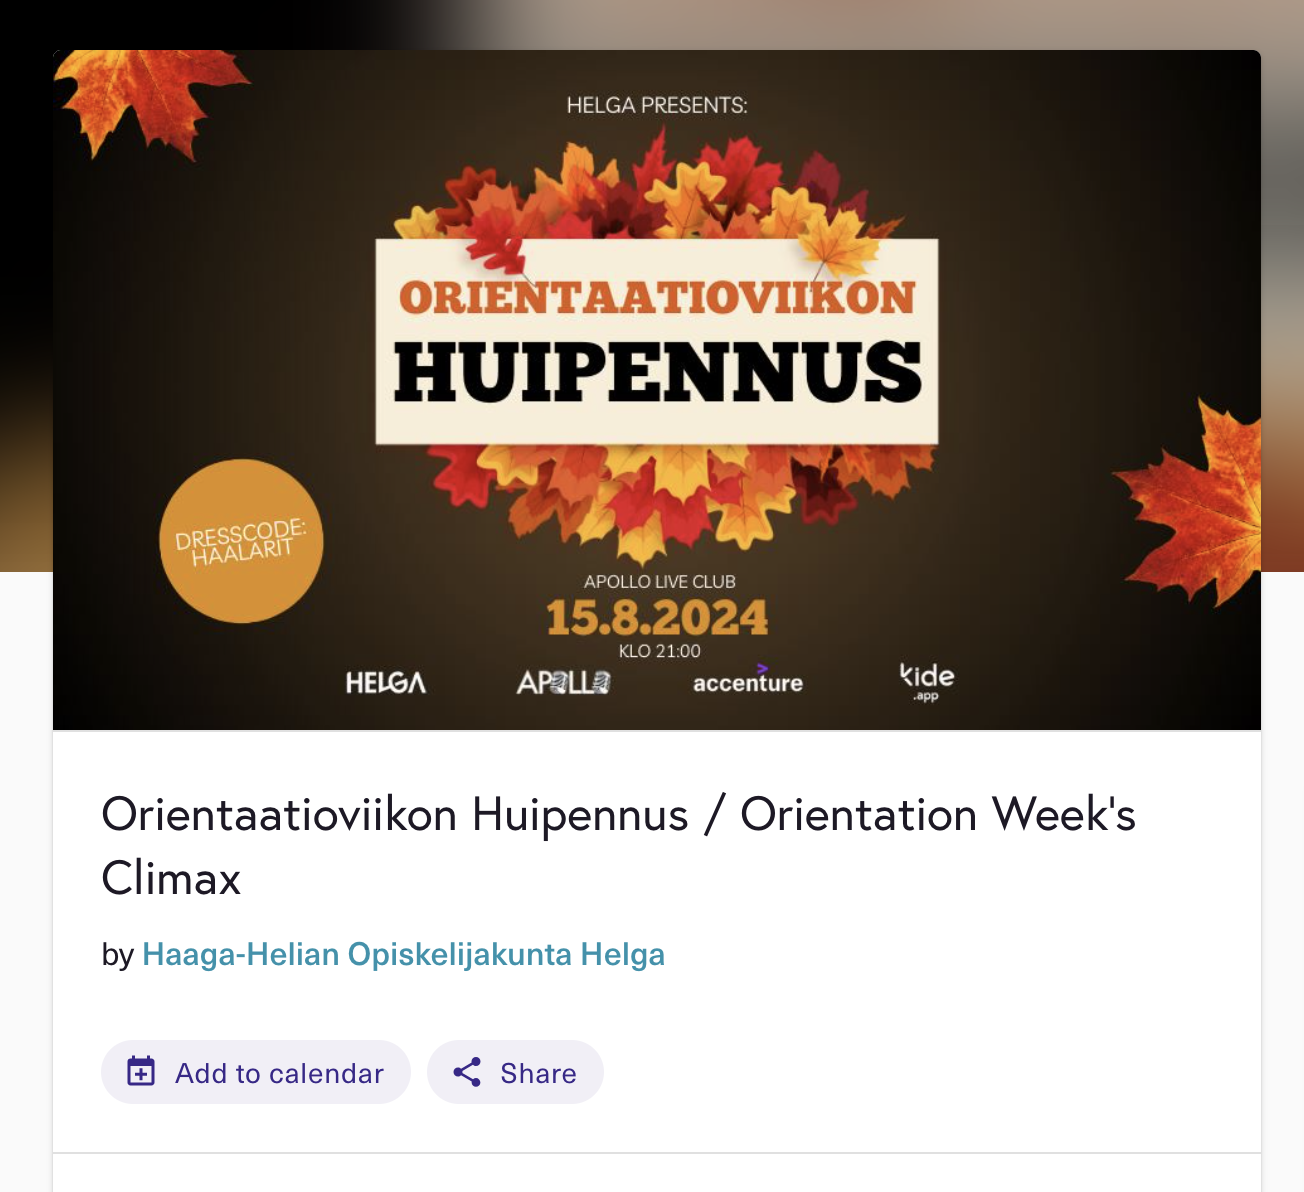 HELGA PRESENTS:
ORIENTAATIOVIIKON
HUIPENNUS
DRESSCODE:
HAALARIT
APOLLO LIVE CLUB
15.8.2024
KLO 21:00
HELGA
APOLLO
accenture
kide
.app
Orientaatioviikon Huipennus / Orientation Week's
Climax
by Haaga-Helian Opiskelijakunta Helga
Add to calendar
Share